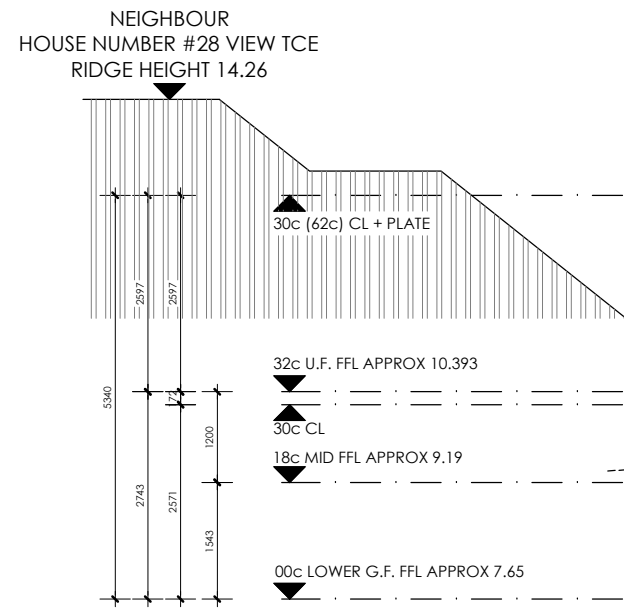 NEIGHBOUR
HOUSE NUMBER #28 VIEW TCE
RIDGE HEIGHT 14.26
30c (62c) CL + PLATE
2597
2597
32c U.F. FFL APPROX 10.393
5340
1200
30c CL
18c MID FFL APPROX 9.19
2743
2571
1543
00c LOWER G.F. FFL APPROX 7.65